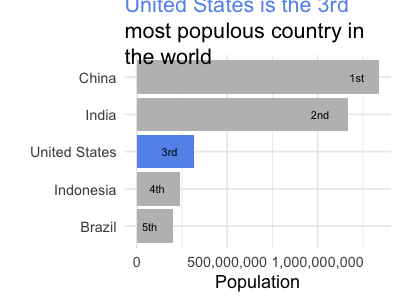 United States is the 3rd
most populous country in
the world
China 1st
India 2nd
United States 3rd
Indonesia 4th
Brazil 5th
0 500,000,000 1,000,000,000
Population